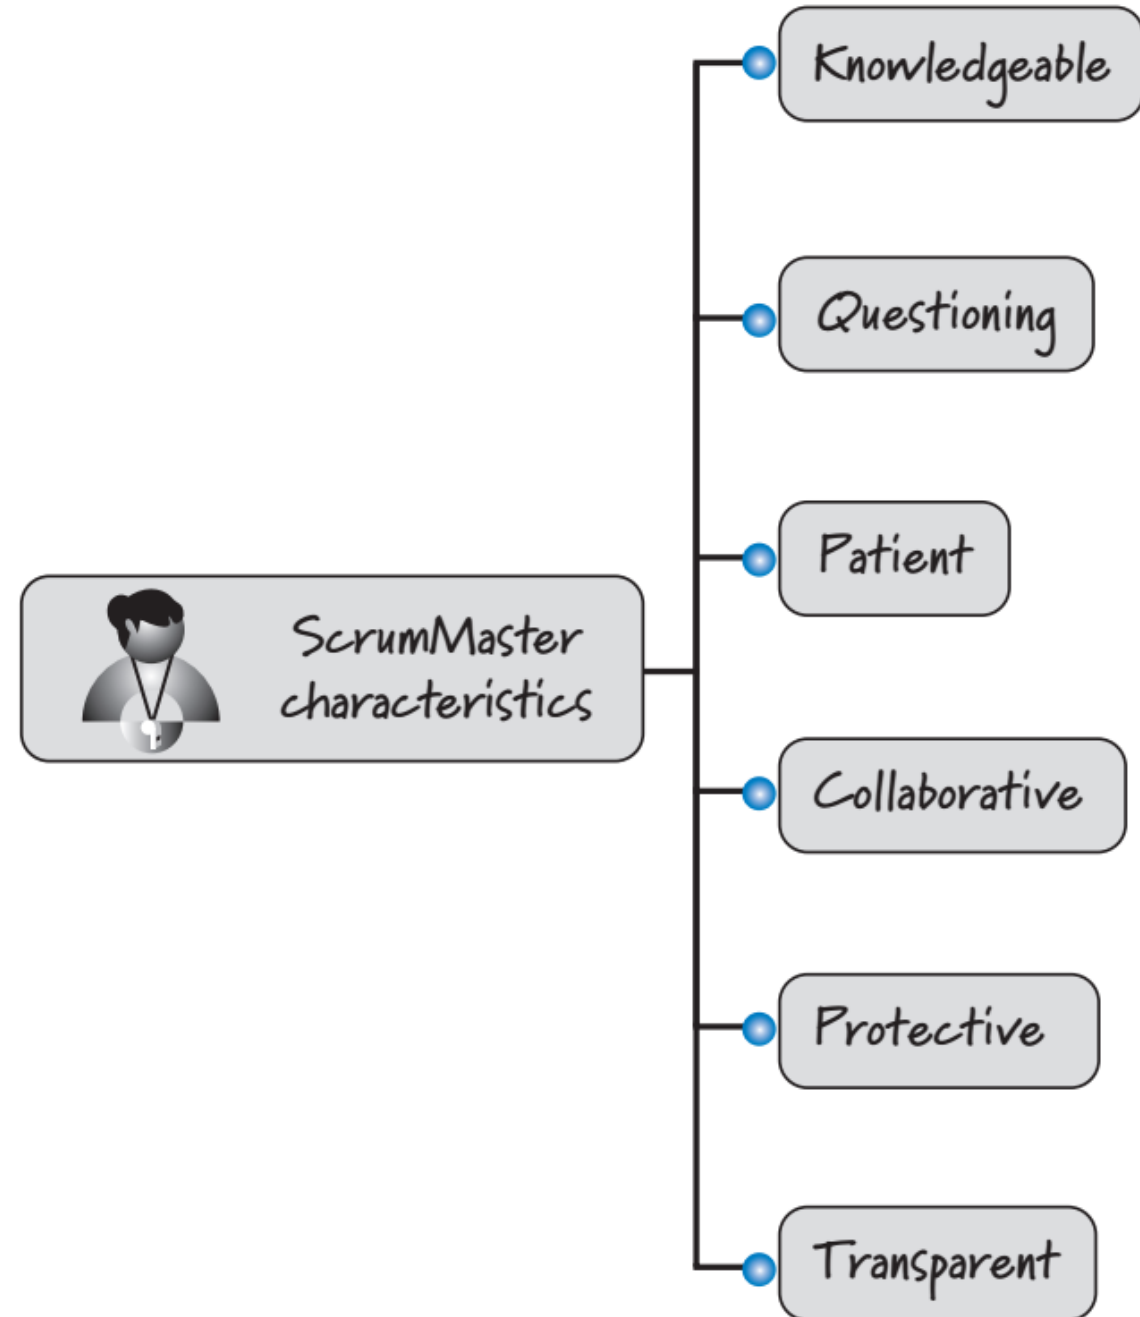 Knowledgeable
Questioning
Patient
ScrumMaster
characteristics
Collaborative
Protective
Transparent